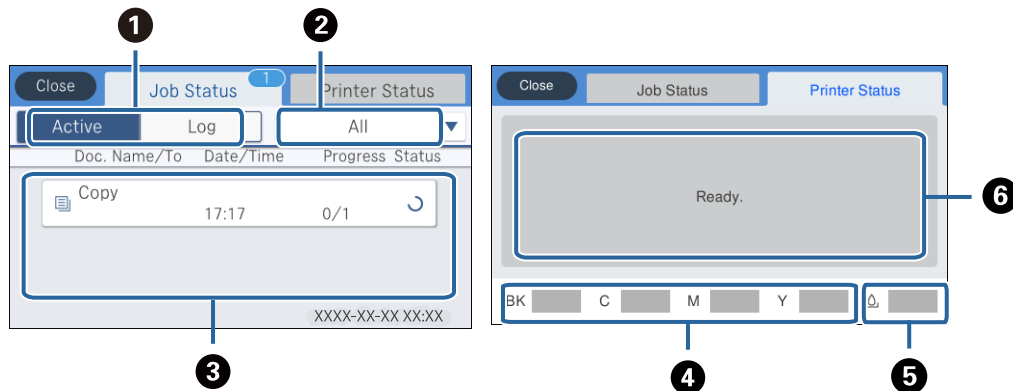 1 2
Close Job Status 1 Printer Status
Active Log All
Doc. Name/To Date/Time Progress Status
Copy
17:17 0/1
XXXX-XX-XX XX:XX
3
Close Job Status Printer Status
Ready.
6
BK C M Y
4 5